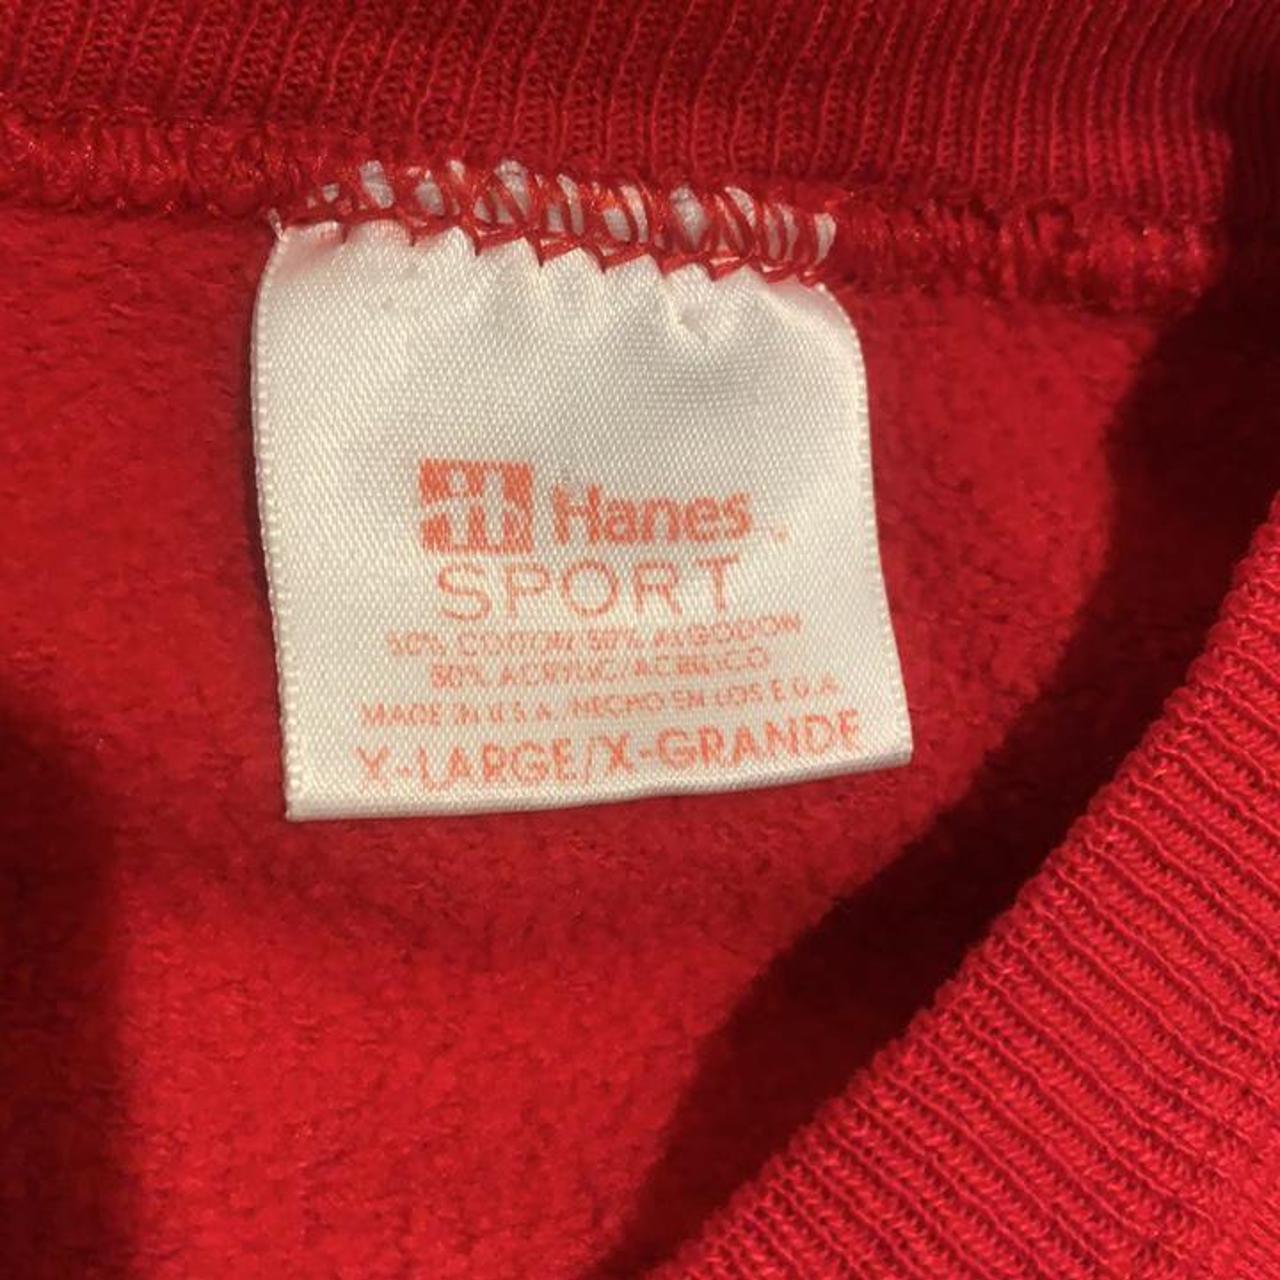 Hanes
SPORT
50% COTTON/50% ALGODON
50% ACRYLIC/ACRILICO
MADE IN U.S.A./HECHO EN LOS E.U.A.
X-LARGE/X-GRANDE